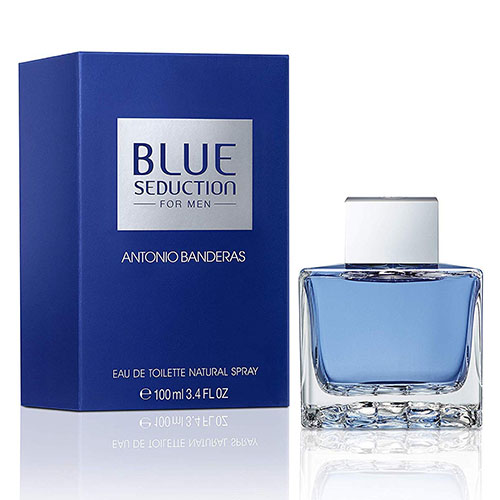 BLUE
SEDUCTION
FOR MEN
ANTONIO BANDERAS
EAU DE TOILETTE NATURAL SPRAY
℮100 ml 3.4 FL OZ